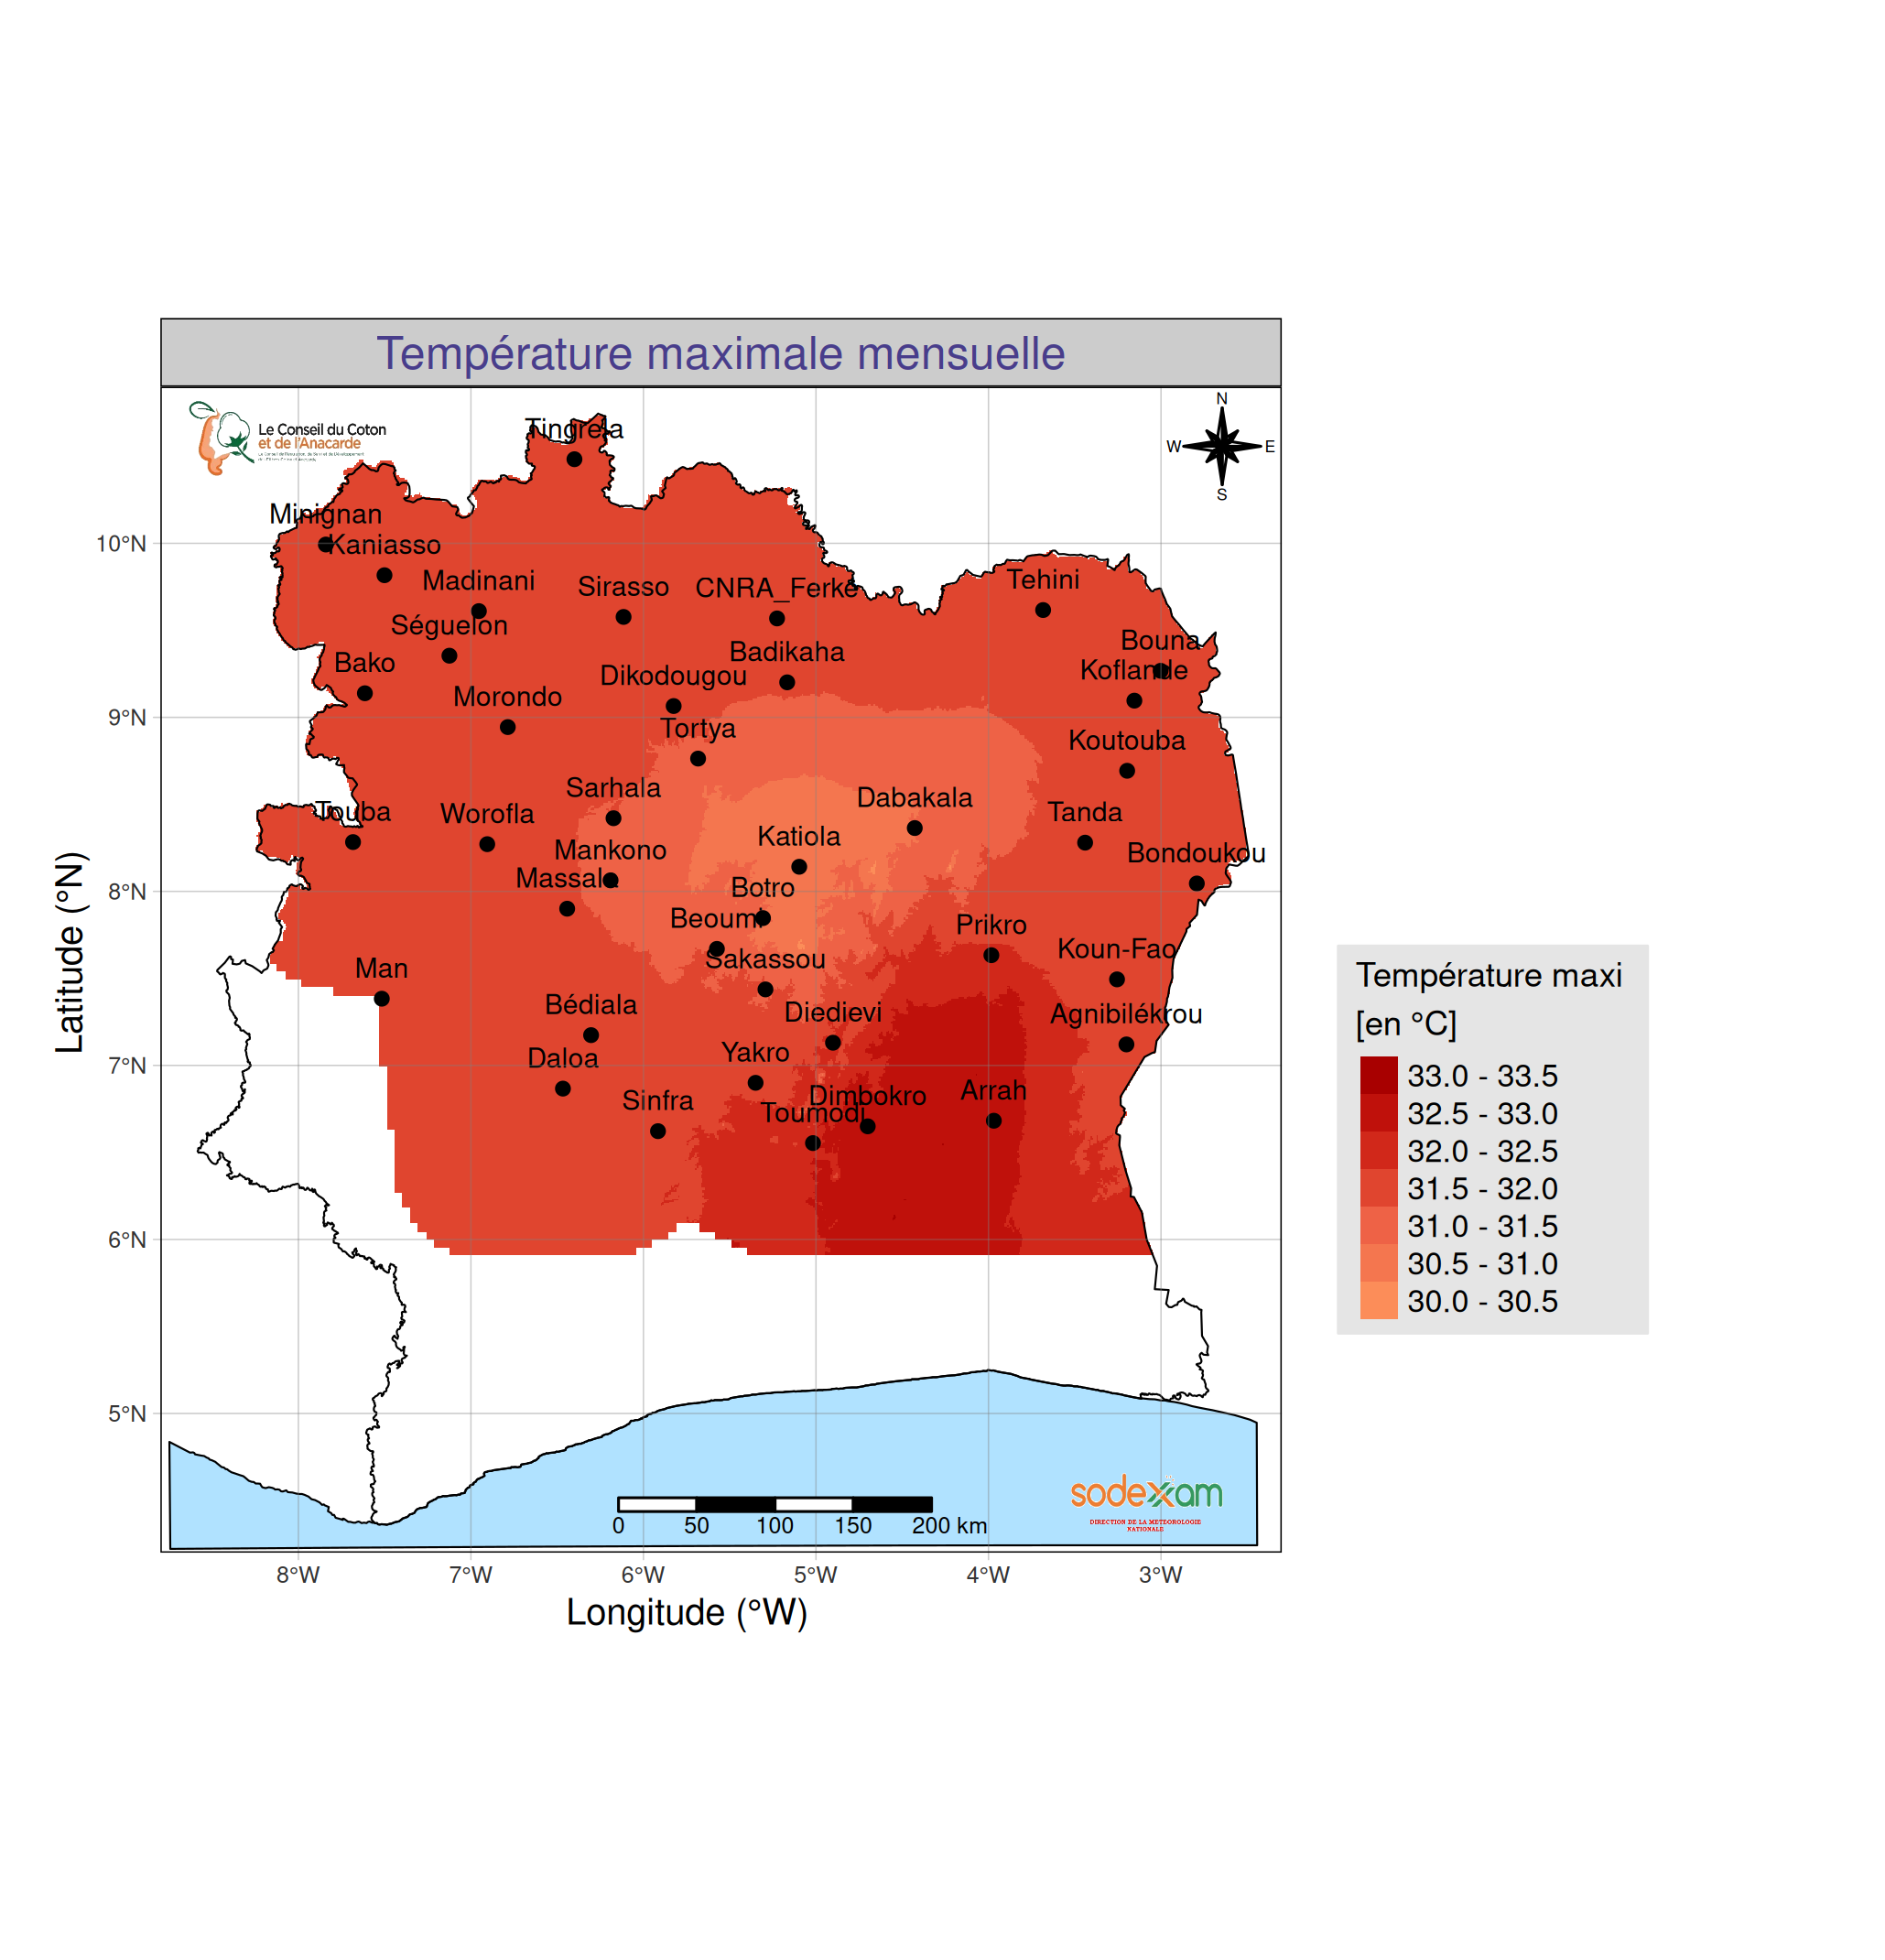 Température maximale mensuelle
Le Conseil du Coton
et de l'Anacarde
N
W
E
S
Tingrela
Minignan
Kaniasso
Madinani
Sirasso
CNRA_Ferké
Tehini
Séguelon
Bouna
Bako
Badikaha
Koflande
Dikodougou
Morondo
Tortya
Koutouba
Sarhala
Dabakala
Touba
Worofla
Tanda
Katiola
Mankono
Bondoukou
Massala
Botro
Beoumi
Prikro
Sakassou
Koun-Fao
Man
Bédiala
Diedievi
Agnibilékrou
Daloa
Yakro
Sinfra
Dimbokro
Arrah
Toumodi
10°N
9°N
8°N
7°N
6°N
5°N
Latitude (°N)
8°W
7°W
6°W
5°W
4°W
3°W
Longitude (°W)
0 50 100 150 200 km
sodexam
DIRECTION DE LA METEOROLOGIE
NATIONALE
Température maxi
[en °C]
33.0 - 33.5
32.5 - 33.0
32.0 - 32.5
31.5 - 32.0
31.0 - 31.5
30.5 - 31.0
30.0 - 30.5